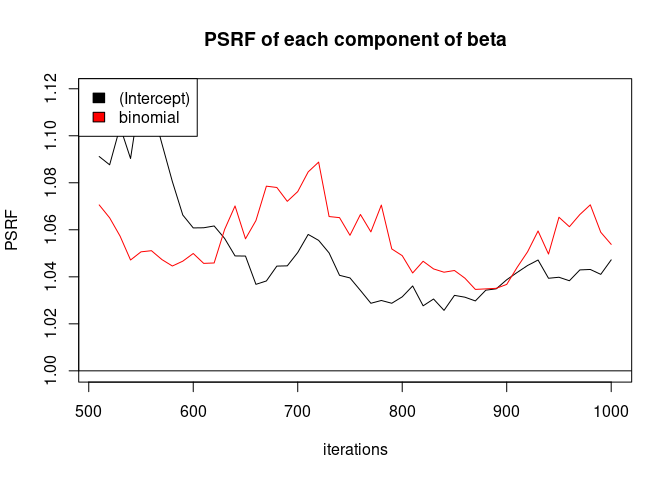 PSRF of each component of beta
(Intercept)
binomial
PSRF
1.12
1.10
1.08
1.06
1.04
1.02
1.00
500 600 700 800 900 1000
iterations